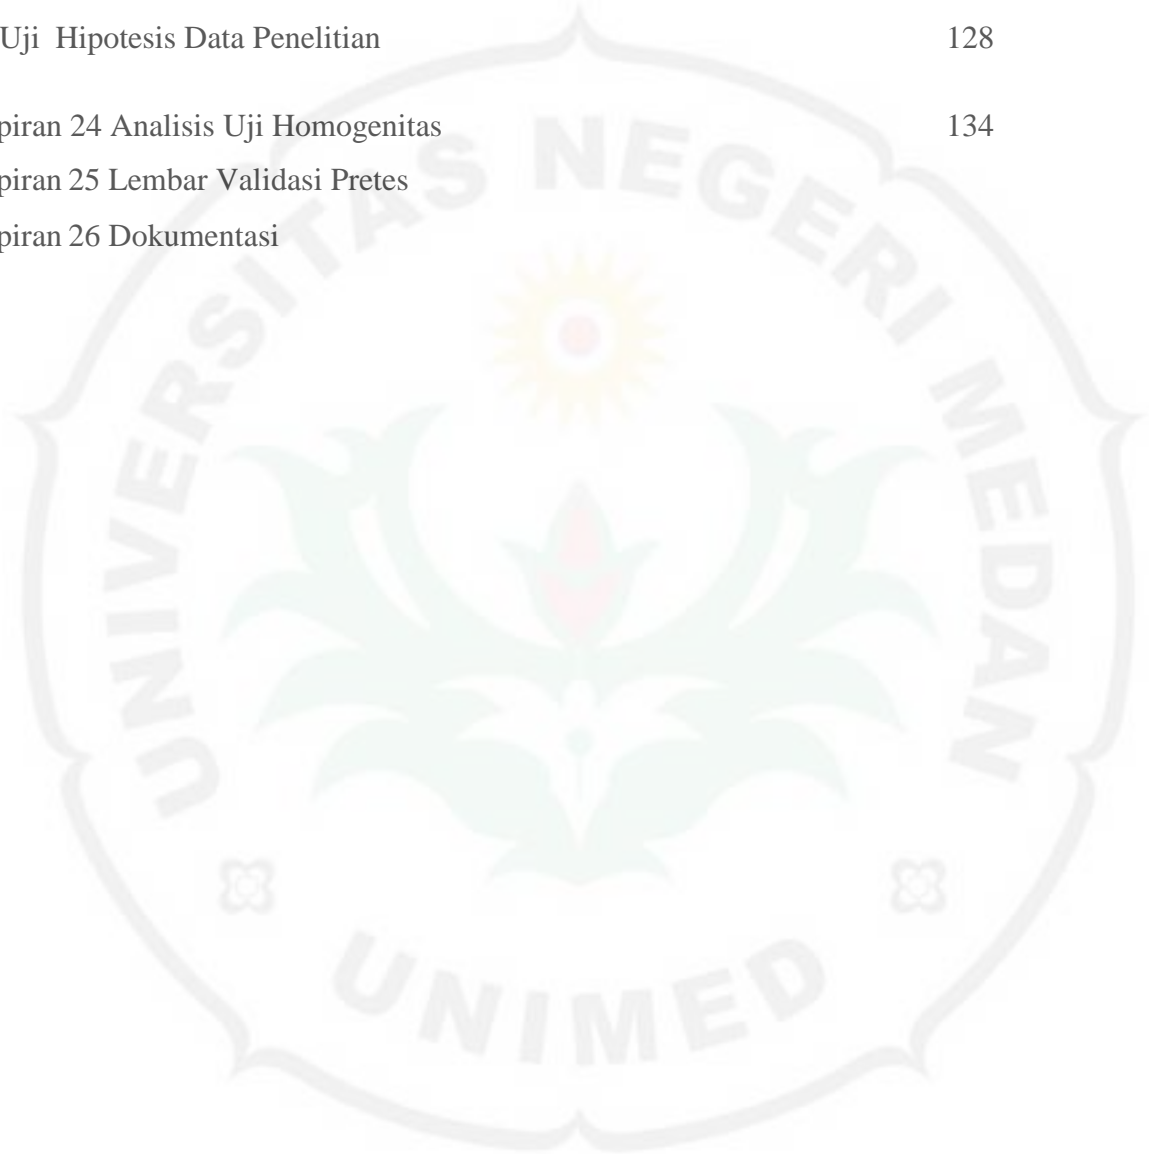 Uji  Hipotesis Data Penelitian 128
piran 24 Analisis Uji Homogenitas 134
piran 25 Lembar Validasi Pretes
piran 26 Dokumentasi
UNIVERSITAS NEGERI MEDAN
UNIMED